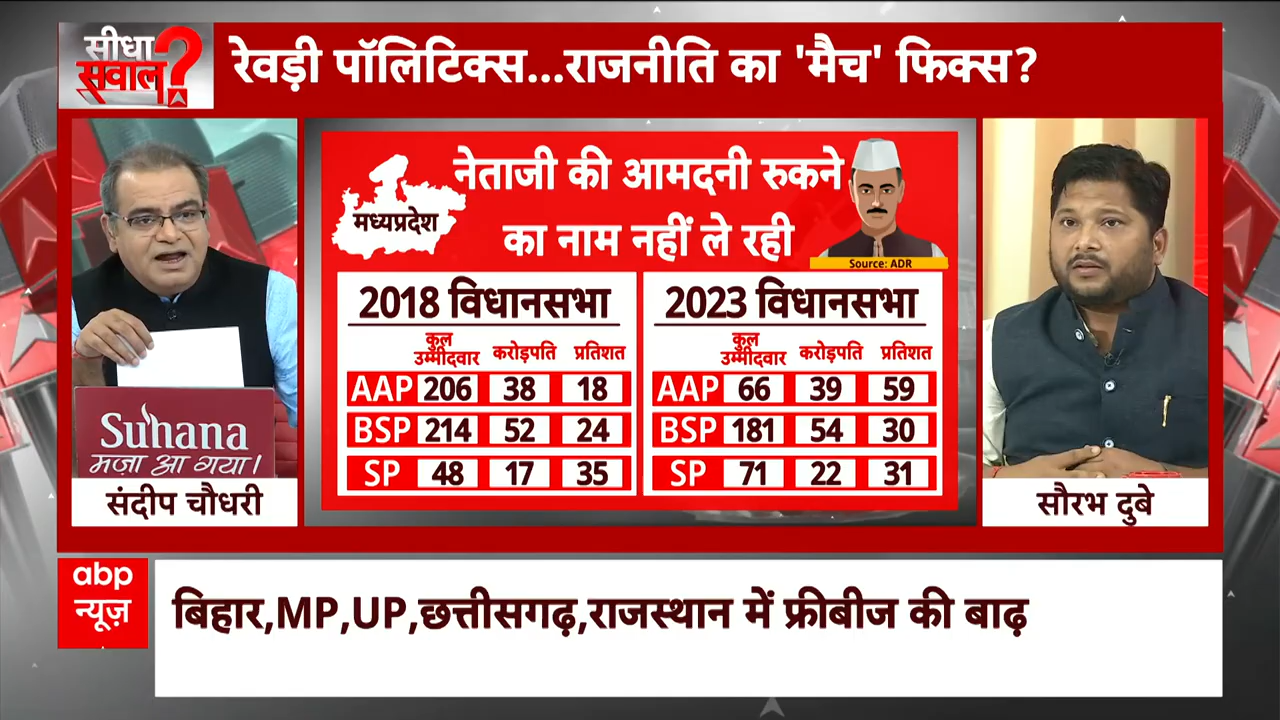 सीधा
सवाल?
रेवड़ी पॉलिटिक्स...राजनीति का 'मैच' फिक्स?
नेताजी की आमदनी रुकने
का नाम नहीं ले रही
मध्यप्रदेश
Source: ADR
2018 विधानसभा
कुल उम्मीदवार करोड़पति प्रतिशत
AAP 206 38 18
BSP 214 52 24
SP 48 17 35
2023 विधानसभा
कुल उम्मीदवार करोड़पति प्रतिशत
AAP 66 39 59
BSP 181 54 30
SP 71 22 31
Suhana
मज़ा आ गया।
संदीप चौधरी
सौरभ दुबे
abp
न्यूज़
बिहार,MP,UP,छत्तीसगढ़,राजस्थान में फ्रीबीज की बाढ़